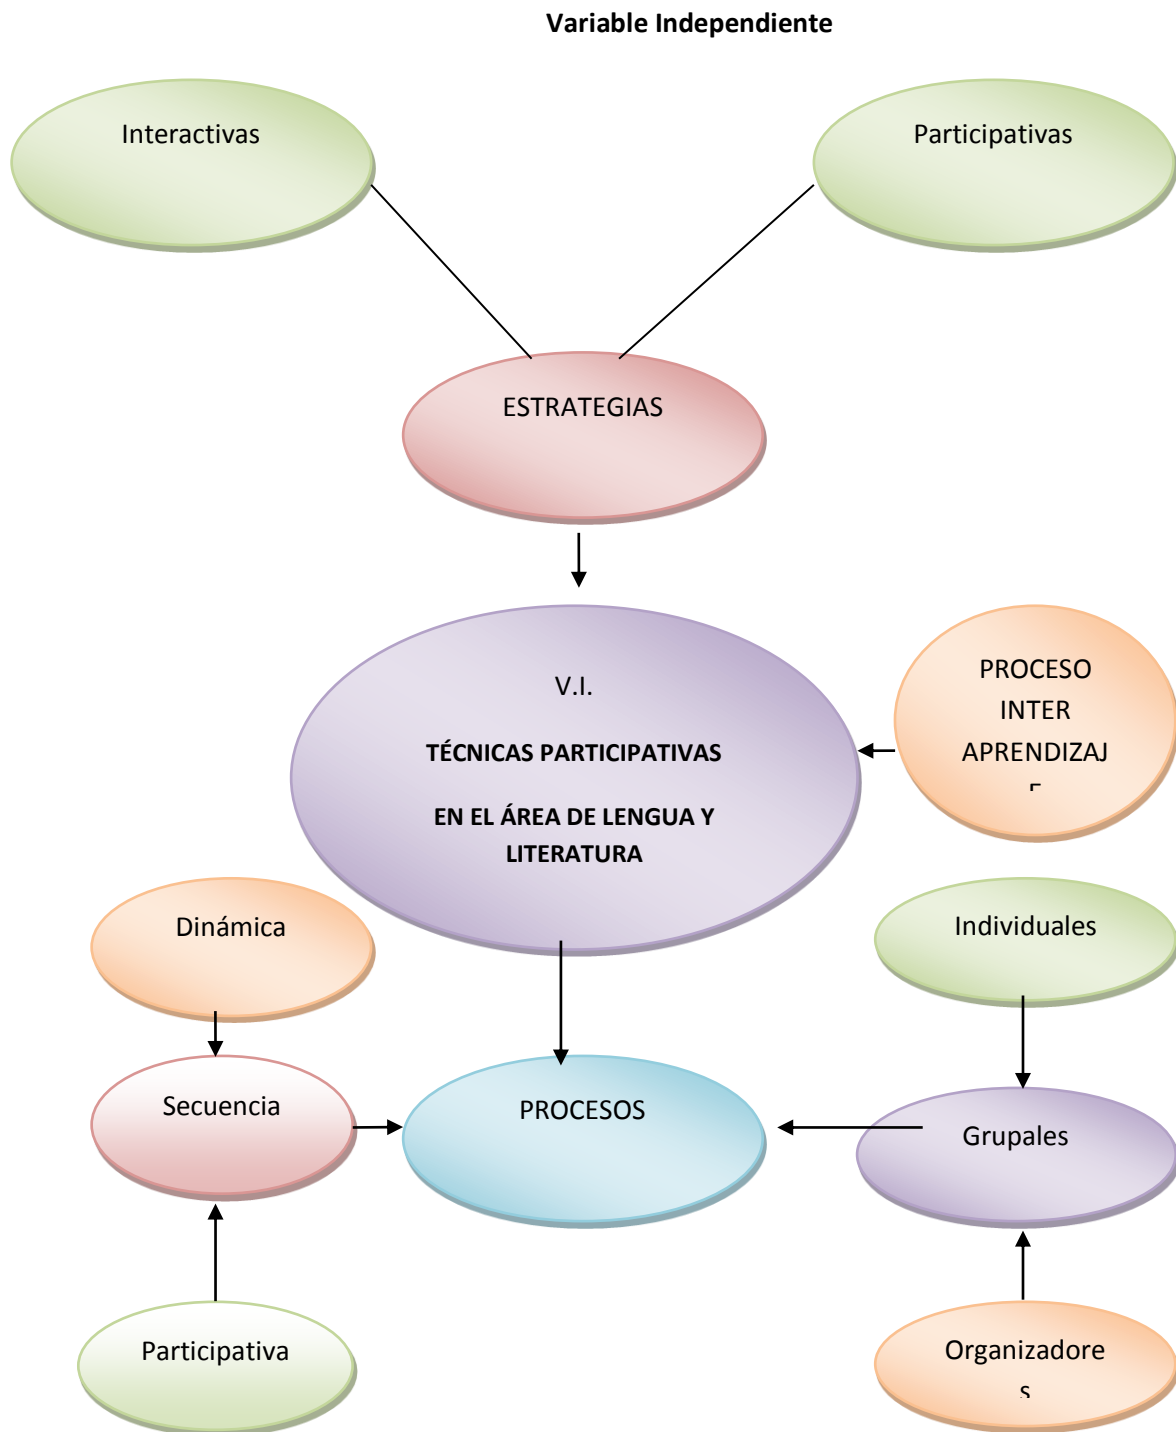 Variable Independiente
Interactivas
Participativas
ESTRATEGIAS
V.I.
TÉCNICAS PARTICIPATIVAS
EN EL ÁREA DE LENGUA Y
LITERATURA
PROCESO
INTER
APRENDIZAJ
E
Dinámica
Individuales
Secuencia
PROCESOS
Grupales
Participativa
Organizadore
s